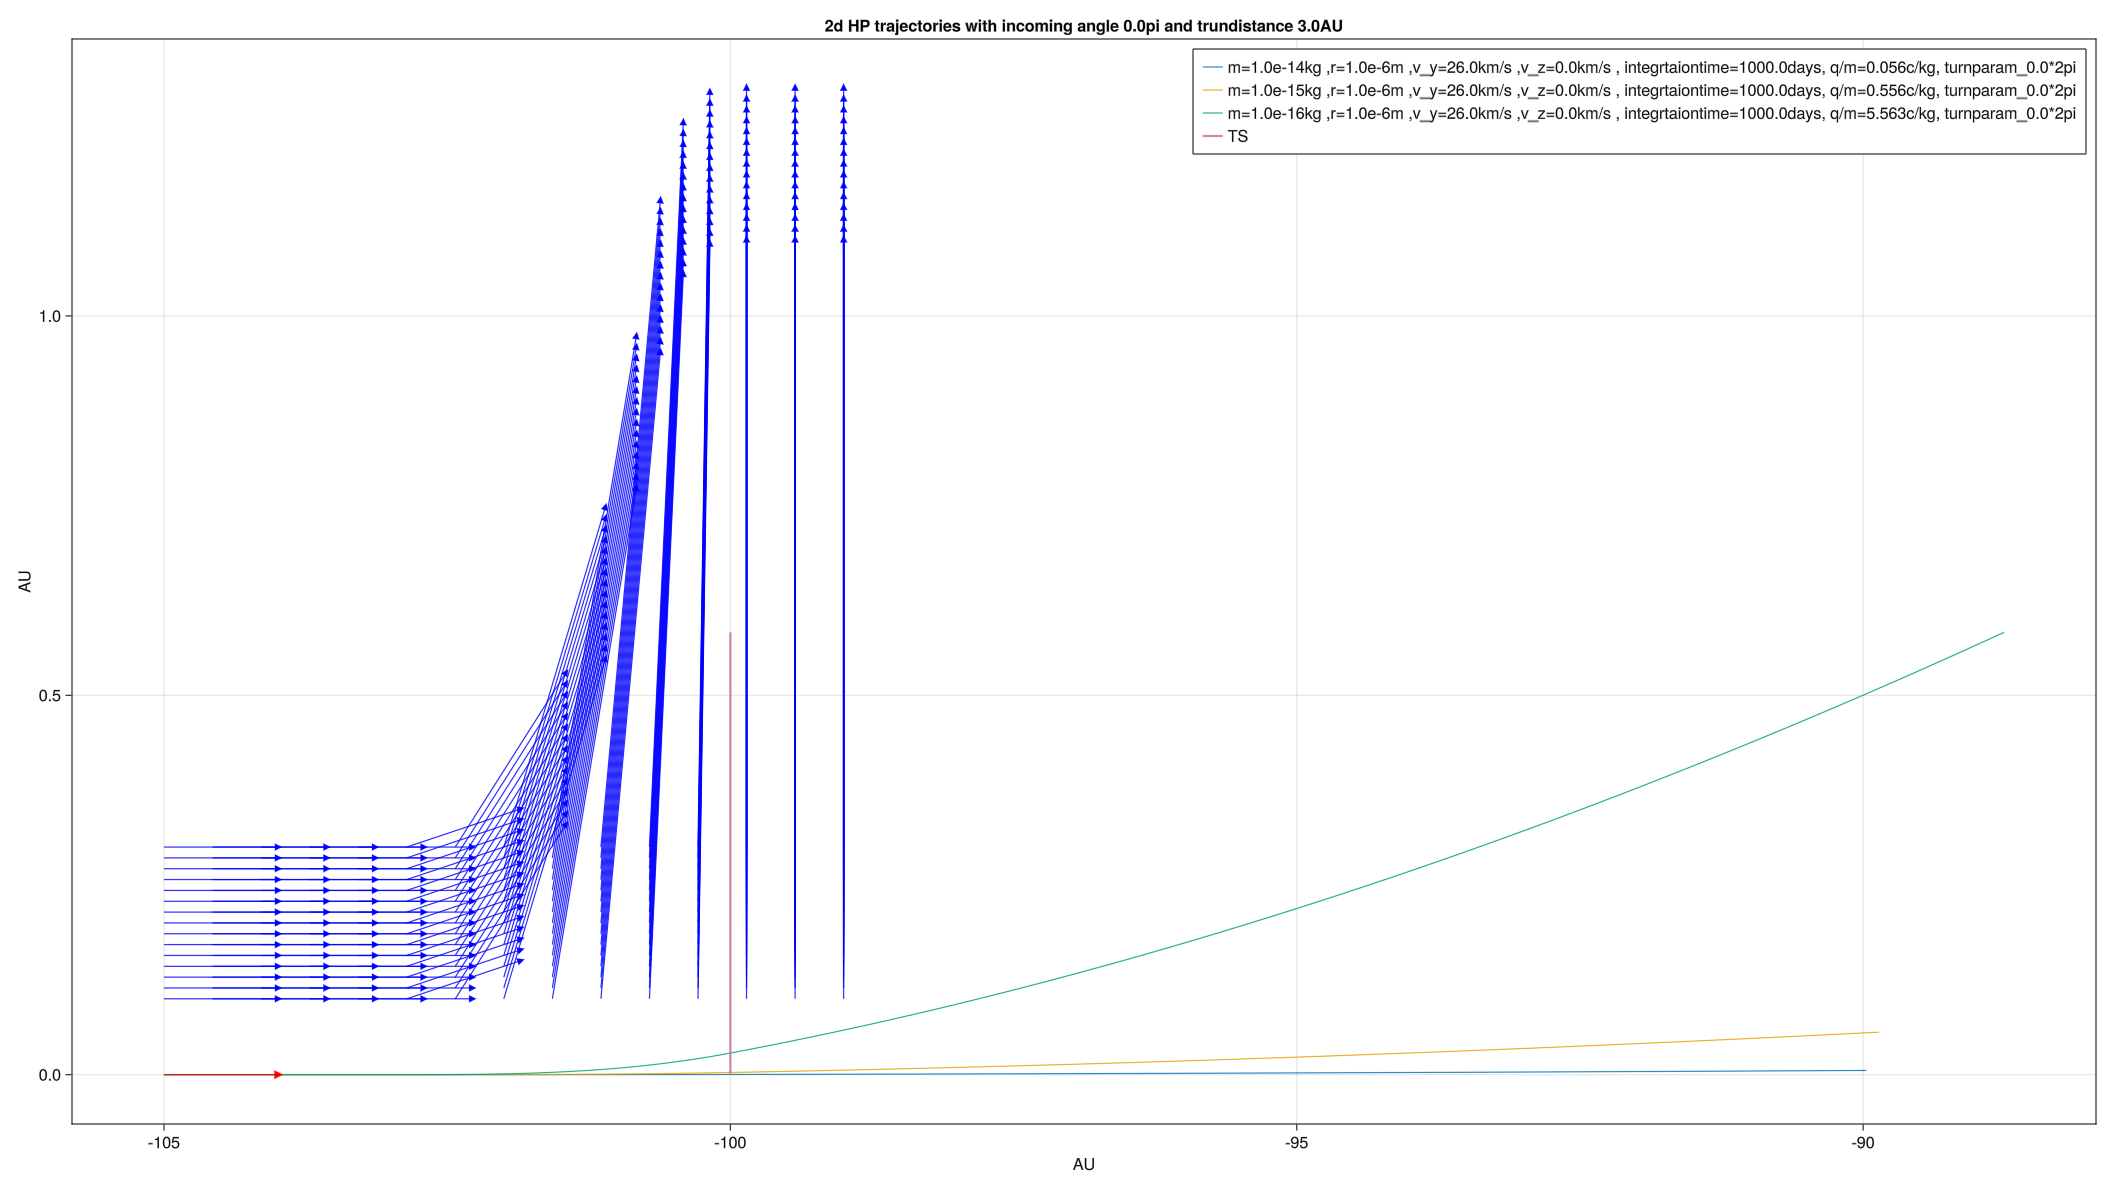 2d HP trajectories with incoming angle 0.0pi and trundistance 3.0AU
m=1.0e-14kg ,r=1.0e-6m ,v_y=26.0km/s ,v_z=0.0km/s , integrtaiontime=1000.0days, q/m=0.056c/kg, turnparam_0.0*2pi
m=1.0e-15kg ,r=1.0e-6m ,v_y=26.0km/s ,v_z=0.0km/s , integrtaiontime=1000.0days, q/m=0.556c/kg, turnparam_0.0*2pi
m=1.0e-16kg ,r=1.0e-6m ,v_y=26.0km/s ,v_z=0.0km/s , integrtaiontime=1000.0days, q/m=5.563c/kg, turnparam_0.0*2pi
TS
1.0
AU
0.5
0.0
-105 -100 -95 -90
AU